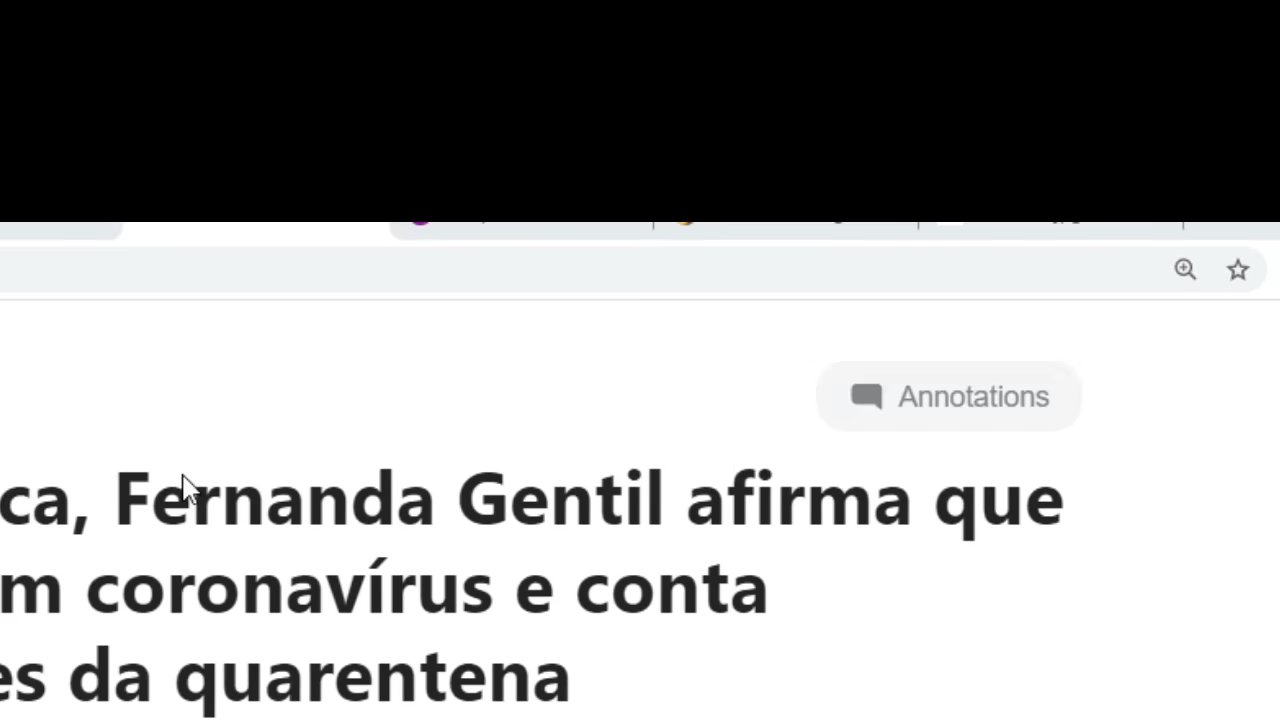 Annotations
ca, Fernanda Gentil afirma que
m coronavírus e conta
es da quarentena